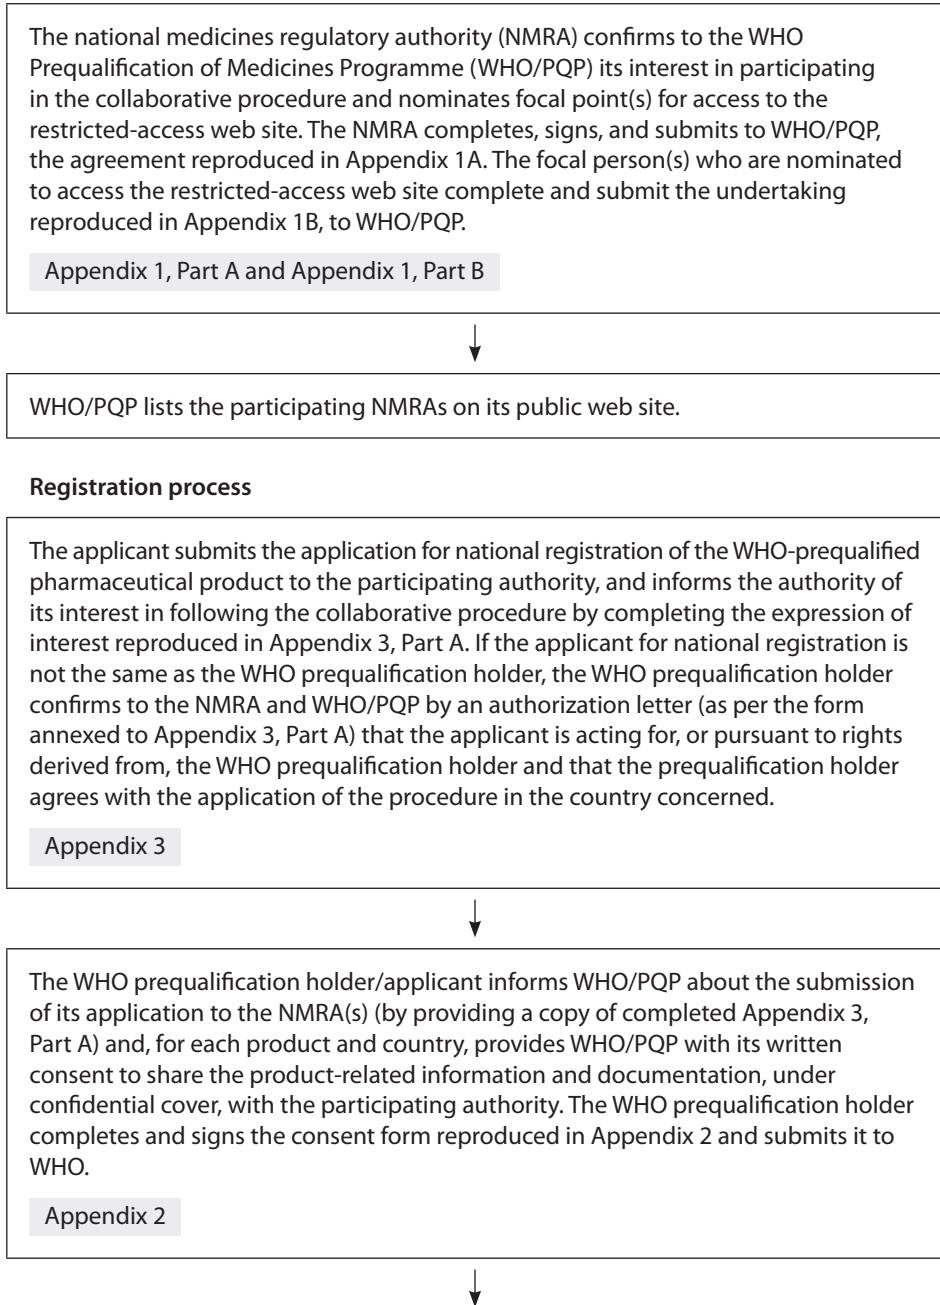 The national medicines regulatory authority (NMRA) confirms to the WHO
Prequalification of Medicines Programme (WHO/PQP) its interest in participating
in the collaborative procedure and nominates focal point(s) for access to the
restricted-access web site. The NMRA completes, signs, and submits to WHO/PQP,
the agreement reproduced in Appendix 1A. The focal person(s) who are nominated
to access the restricted-access web site complete and submit the undertaking
reproduced in Appendix 1B, to WHO/PQP.
Appendix 1, Part A and Appendix 1, Part B
WHO/PQP lists the participating NMRAs on its public web site.
Registration process
The applicant submits the application for national registration of the WHO-prequalified
pharmaceutical product to the participating authority, and informs the authority of
its interest in following the collaborative procedure by completing the expression of
interest reproduced in Appendix 3, Part A. If the applicant for national registration is
not the same as the WHO prequalification holder, the WHO prequalification holder
confirms to the NMRA and WHO/PQP by an authorization letter (as per the form
annexed to Appendix 3, Part A) that the applicant is acting for, or pursuant to rights
derived from, the WHO prequalification holder and that the prequalification holder
agrees with the application of the procedure in the country concerned.
Appendix 3
The WHO prequalification holder/applicant informs WHO/PQP about the submission
of its application to the NMRA(s) (by providing a copy of completed Appendix 3,
Part A) and, for each product and country, provides WHO/PQP with its written
consent to share the product-related information and documentation, under
confidential cover, with the participating authority. The WHO prequalification holder
completes and signs the consent form reproduced in Appendix 2 and submits it to
WHO.
Appendix 2